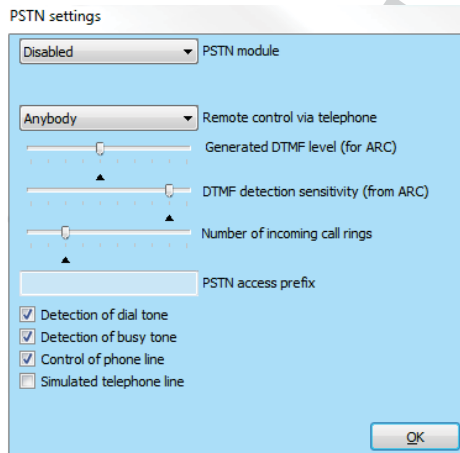 PSTN settings
Disabled PSTN module
Anybody Remote control via telephone
Generated DTMF level (for ARC)
DTMF detection sensitivity (from ARC)
Number of incoming call rings
PSTN access prefix
Detection of dial tone
Detection of busy tone
Control of phone line
Simulated telephone line
OK